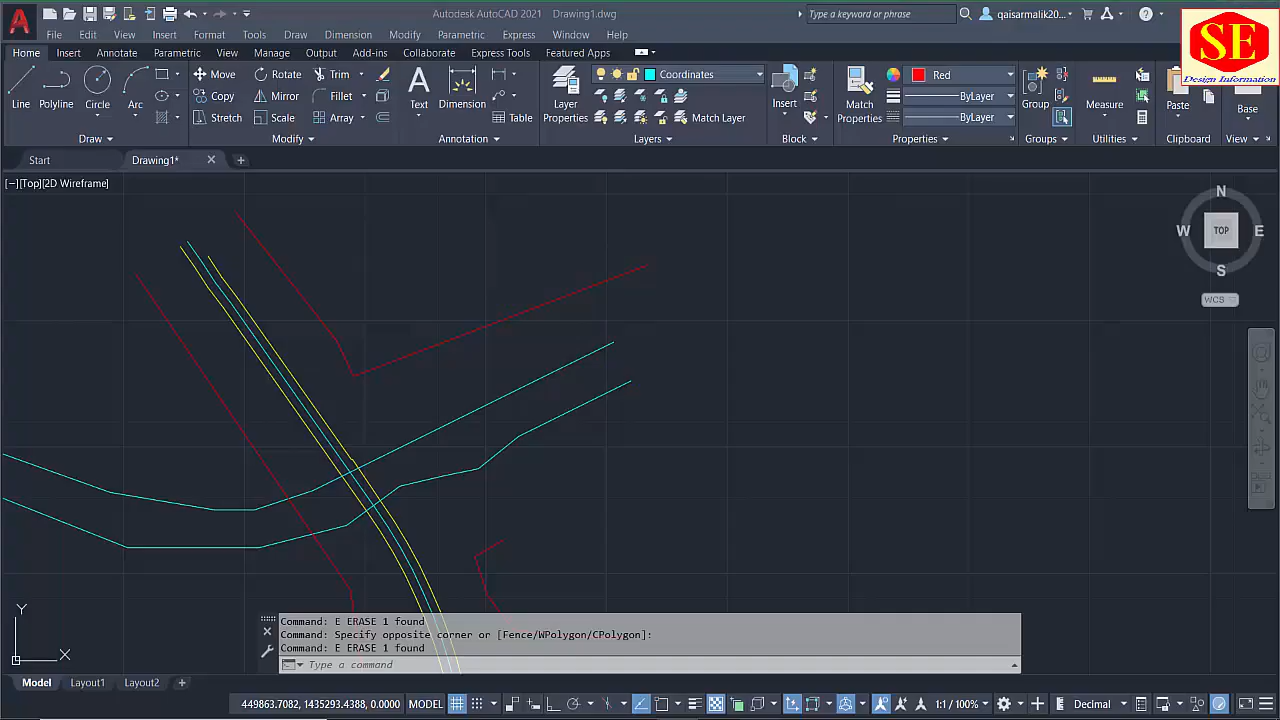 Autodesk AutoCAD 2021 Drawing1.dwg
Type a keyword or phrase
qaisarmalik20...
File Edit View Insert Format Tools Draw Dimension Modify Parametric Express Window Help
Home Insert Annotate Parametric View Manage Output Add-ins Collaborate Express Tools Featured Apps
SE
Design Information
Line Polyline Circle Arc
Move Rotate Trim
Copy Mirror Fillet
Stretch Scale Array
Text Dimension Table
Layer Properties
Coordinates
Match Layer
Insert
Match Properties
Red
ByLayer
ByLayer
Group
Measure
Paste
Base
Draw Modify Annotation Layers Block Properties Groups Utilities Clipboard View
Start Drawing1*
[−][Top][2D Wireframe]
N
W TOP E
S
WCS
Y
X
Command: E ERASE 1 found
Command: Specify opposite corner or [Fence/WPolygon/CPolygon]:
Command: E ERASE 1 found
Type a command
Model Layout1 Layout2
449863.7082, 1435293.4388, 0.0000 MODEL 1:1 / 100% Decimal